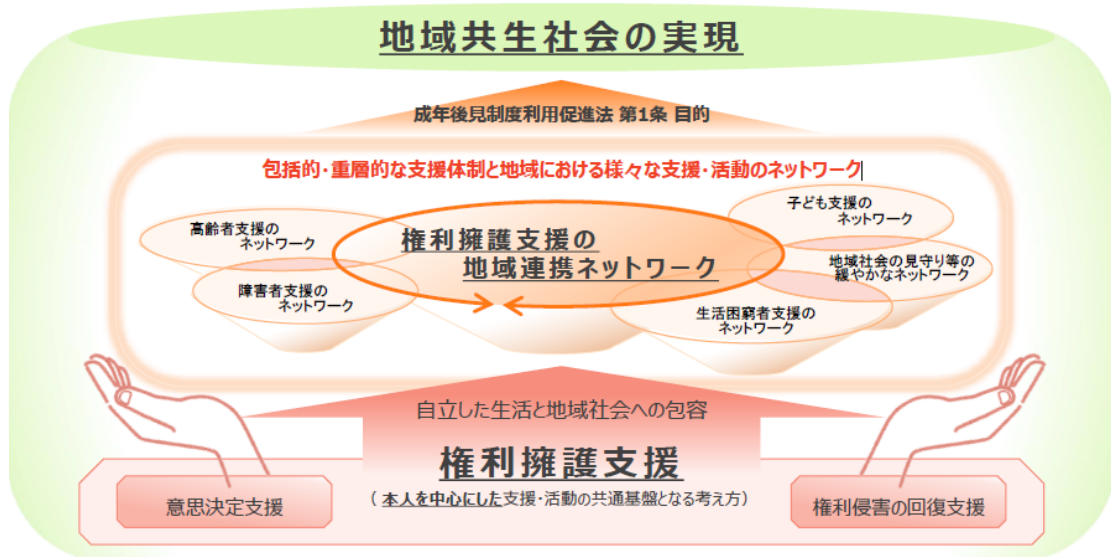 地域共生社会の実現
成年後見制度利用促進法 第1条 目的
包括的・重層的な支援体制と地域における様々な支援・活動のネットワーク
高齢者支援の
ネットワーク
障害者支援の
ネットワーク
権利擁護支援の
地域連携ネットワーク
子ども支援の
ネットワーク
地域社会の見守り等の
緩やかなネットワーク
生活困窮者支援の
ネットワーク
自立した生活と地域社会への包容
権利擁護支援
（本人を中心にした支援・活動の共通基盤となる考え方）
意思決定支援
権利侵害の回復支援